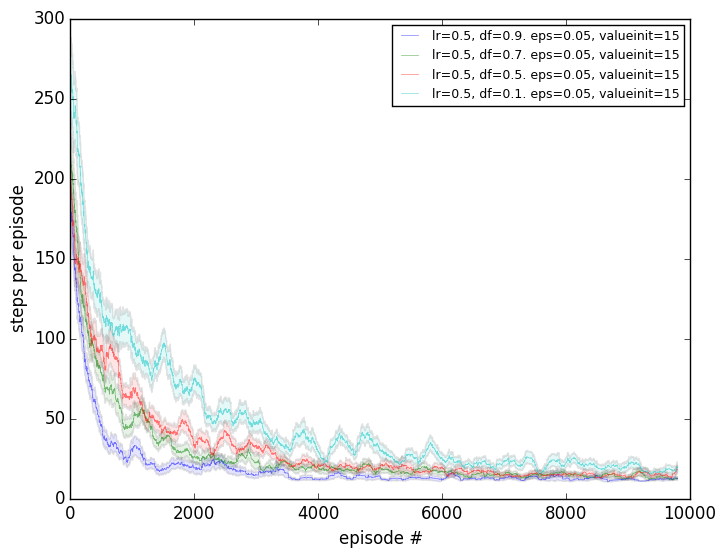 300
250
200
150
100
50
0
steps per episode
lr=0.5, df=0.9. eps=0.05, valueinit=15
lr=0.5, df=0.7. eps=0.05, valueinit=15
lr=0.5, df=0.5. eps=0.05, valueinit=15
lr=0.5, df=0.1. eps=0.05, valueinit=15
0 2000 4000 6000 8000 10000
episode #